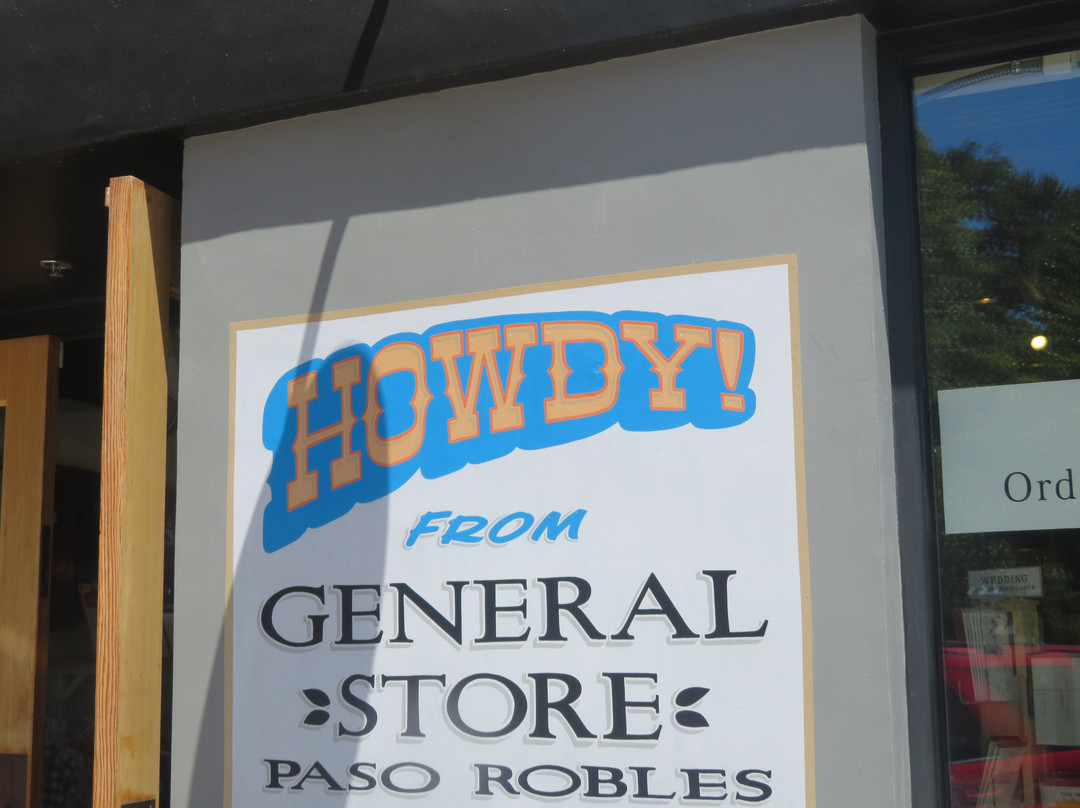 HOWDY!
FROM
GENERAL
STORE
PASO ROBLES
Ord
WEDDING